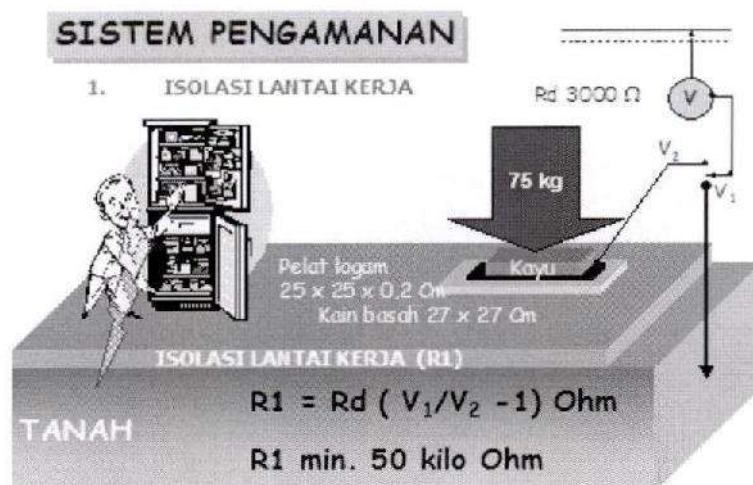 SISTEM PENGAMANAN
1. ISOLASI LANTAI KERJA
Rd 3000 Ω
V
V₂
V₁
75 kg
Kayu
Pelat logam
25 x 25 x 0,2 Cm
Kain basah 27 x 27 Cm
ISOLASI LANTAI KERJA (R1)
TANAH
R1 = Rd ( V₁/V₂ -1) Ohm
R1 min. 50 kilo Ohm